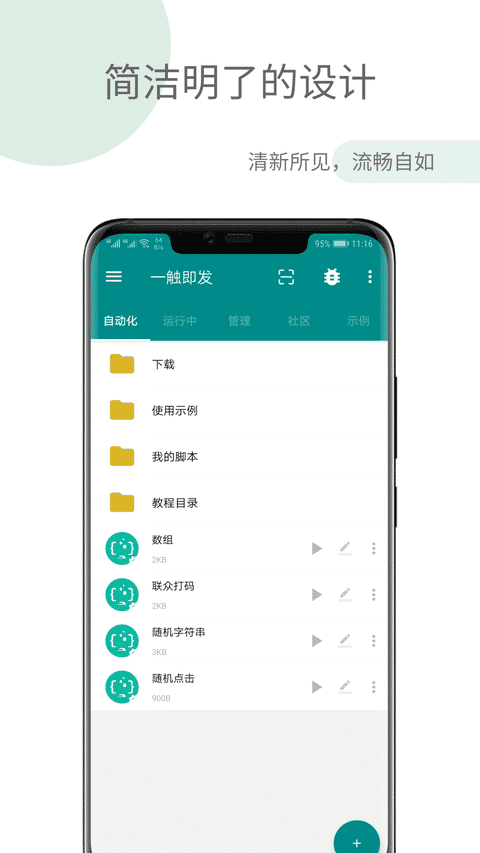 简洁明了的设计
清新所见，流畅自如
4G 4G 64 B/s 95% 11:16
一触即发
自动化 运行中 管理 社区 示例
下载
使用示例
我的脚本
教程目录
数组
2KB
联众打码
2KB
随机字符串
3KB
随机点击
900B
+